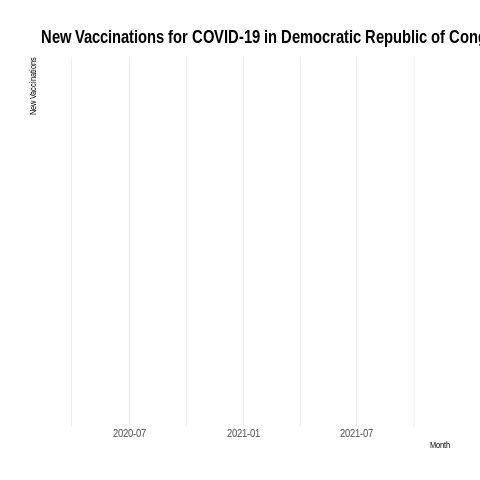 New Vaccinations for COVID-19 in Democratic Republic of Cong
New Vaccinations
2020-07
2021-01
2021-07
Month